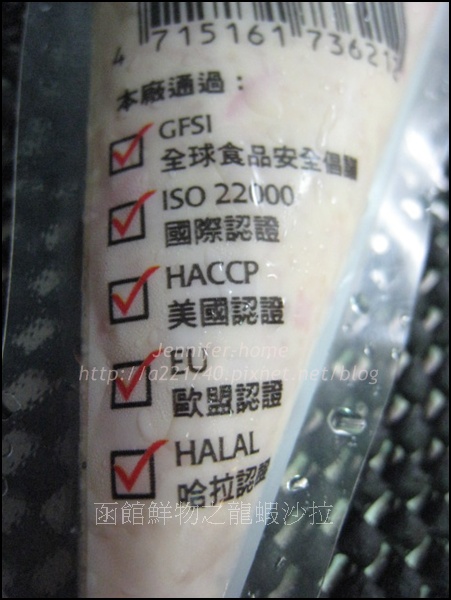 4 715161 736212
本廠通過：
GFSI
全球食品安全倡議
ISO 22000
國際認證
HACCP
美國認證
Jennifer:home
EU
http://a221740.pixnet.net/blog
歐盟認證
HALAL
哈拉認證
函館鮮物之龍蝦沙拉